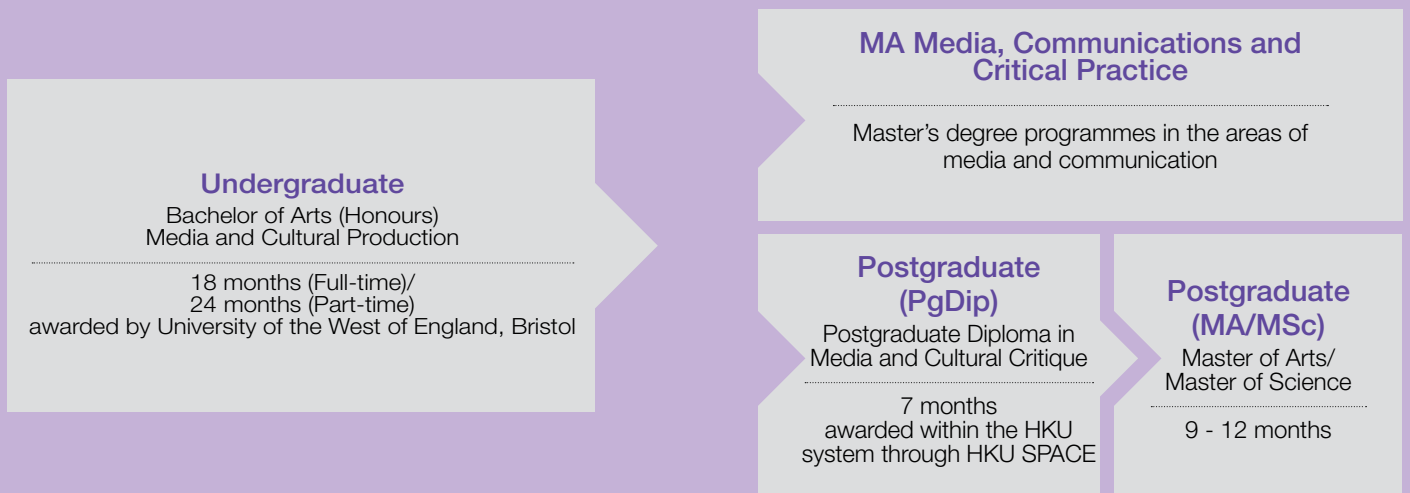 Undergraduate
Bachelor of Arts (Honours)
Media and Cultural Production
18 months (Full-time)/
24 months (Part-time)
awarded by University of the West of England, Bristol
MA Media, Communications and
Critical Practice
Master's degree programmes in the areas of
media and communication
Postgraduate
(PgDip)
Postgraduate Diploma in
Media and Cultural Critique
7 months
awarded within the HKU
system through HKU SPACE
Postgraduate
(MA/MSc)
Master of Arts/
Master of Science
9 - 12 months